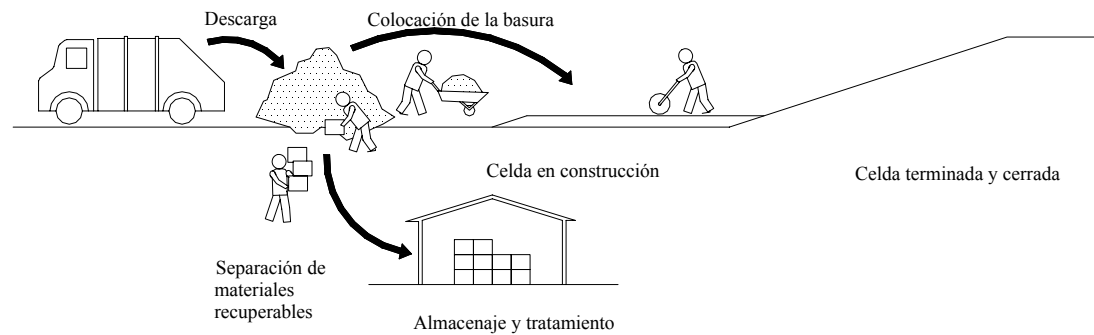 Descarga
Colocación de la basura
Celda en construcción
Celda terminada y cerrada
Separación de
materiales
recuperables
Almacenaje y tratamiento